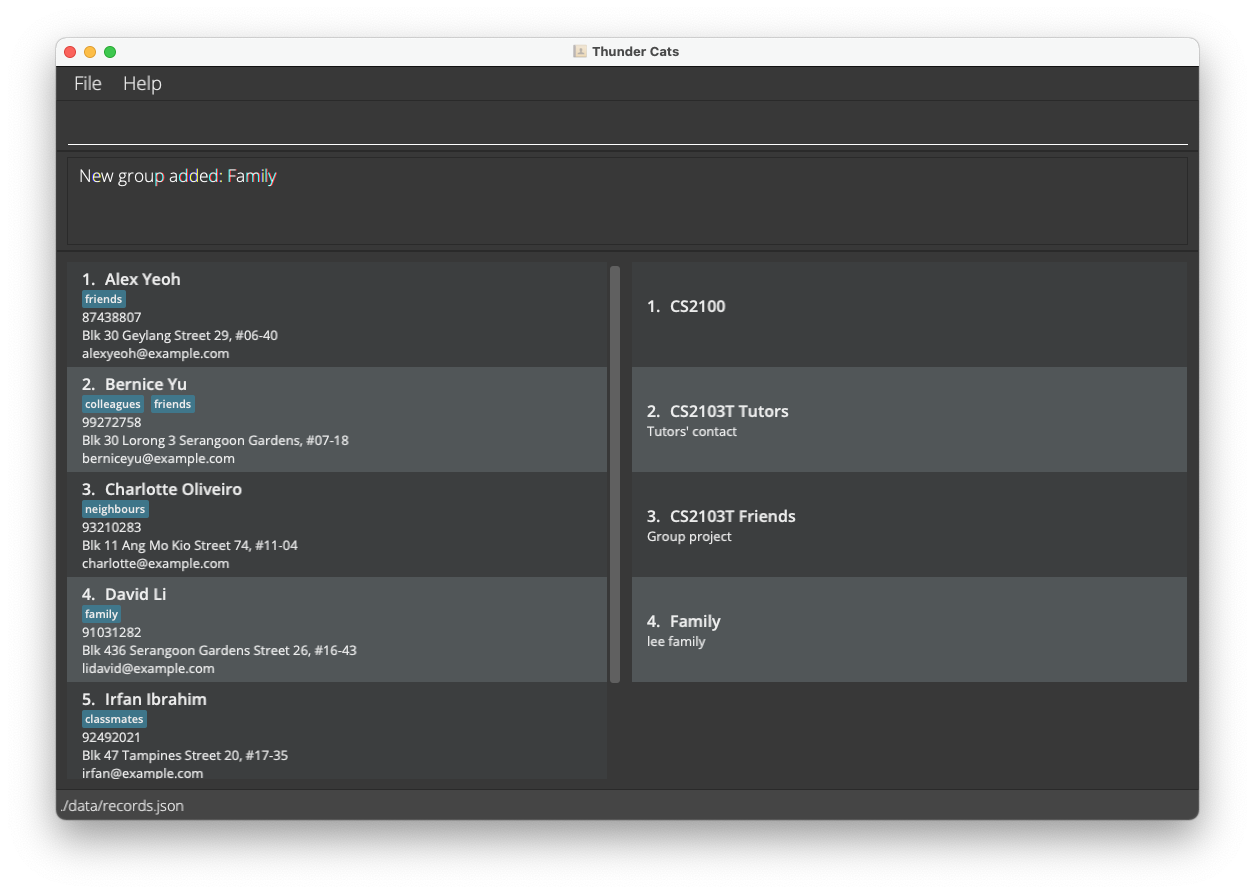 Thunder Cats
File Help
New group added: Family
1. Alex Yeoh
friends
87438807
Blk 30 Geylang Street 29, #06-40
alexyeoh@example.com
2. Bernice Yu
colleagues friends
99272758
Blk 30 Lorong 3 Serangoon Gardens, #07-18
berniceyu@example.com
3. Charlotte Oliveiro
neighbours
93210283
Blk 11 Ang Mo Kio Street 74, #11-04
charlotte@example.com
4. David Li
family
91031282
Blk 436 Serangoon Gardens Street 26, #16-43
lidavid@example.com
5. Irfan Ibrahim
classmates
92492021
Blk 47 Tampines Street 20, #17-35
irfan@example.com
1. CS2100
2. CS2103T Tutors
Tutors' contact
3. CS2103T Friends
Group project
4. Family
lee family
./data/records.json